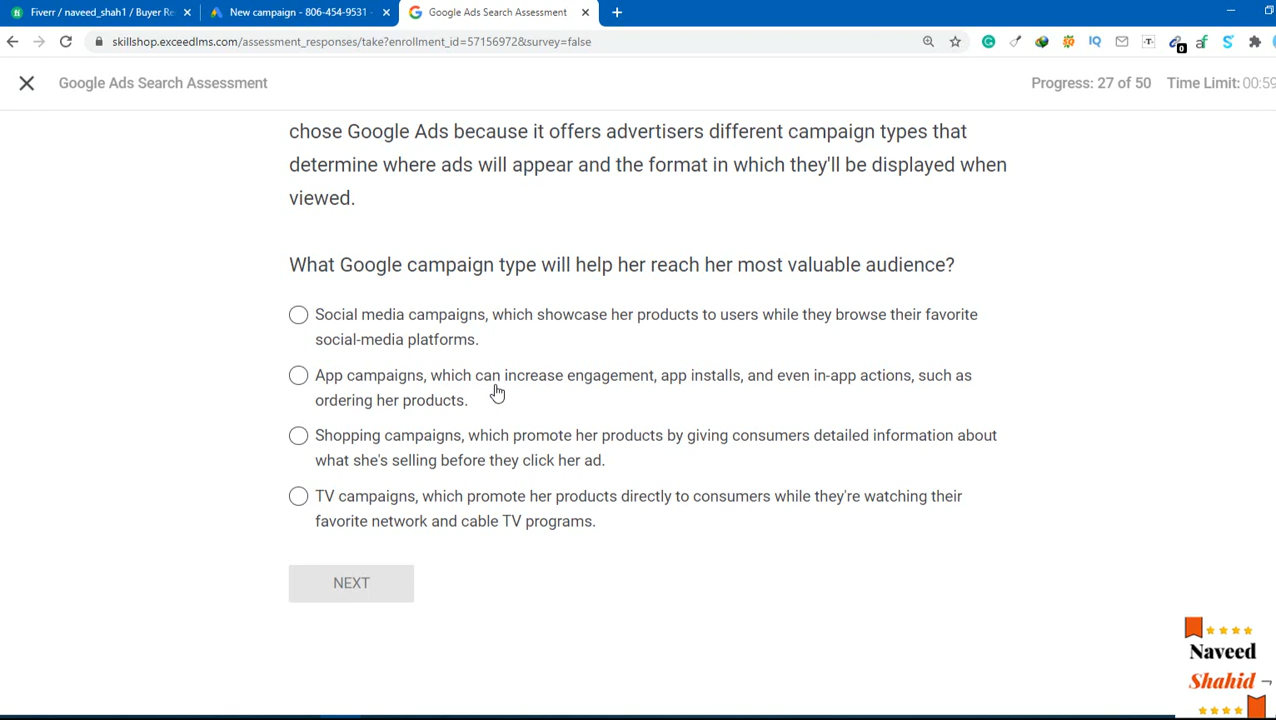 Fiverr / naveed_shah1 / Buyer Re
New campaign - 806-454-9531
Google Ads Search Assessment
skillshop.exceedlms.com/assessment_responses/take?enrollment_id=57156972&survey=false
Google Ads Search Assessment
Progress: 27 of 50
Time Limit: 00:59
chose Google Ads because it offers advertisers different campaign types that
determine where ads will appear and the format in which they'll be displayed when
viewed.
What Google campaign type will help her reach her most valuable audience?
Social media campaigns, which showcase her products to users while they browse their favorite
social-media platforms.
App campaigns, which can increase engagement, app installs, and even in-app actions, such as
ordering her products.
Shopping campaigns, which promote her products by giving consumers detailed information about
what she's selling before they click her ad.
TV campaigns, which promote her products directly to consumers while they're watching their
favorite network and cable TV programs.
NEXT
Naveed
Shahid